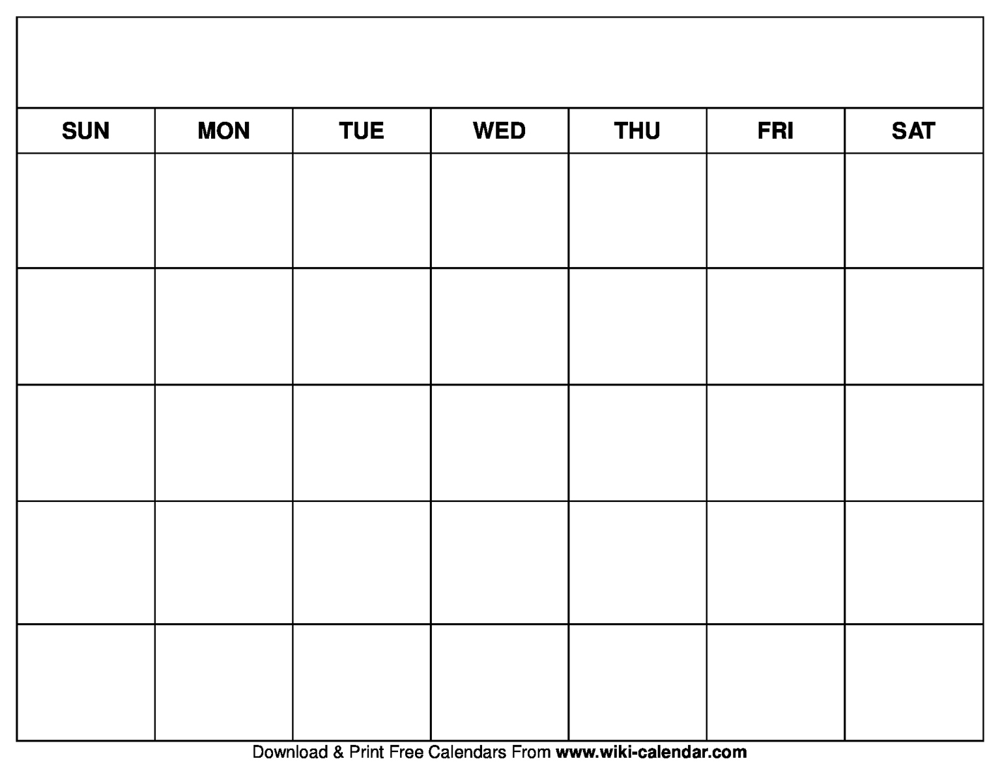 SUN MON TUE WED THU FRI SAT
Download & Print Free Calendars From www.wiki-calendar.com